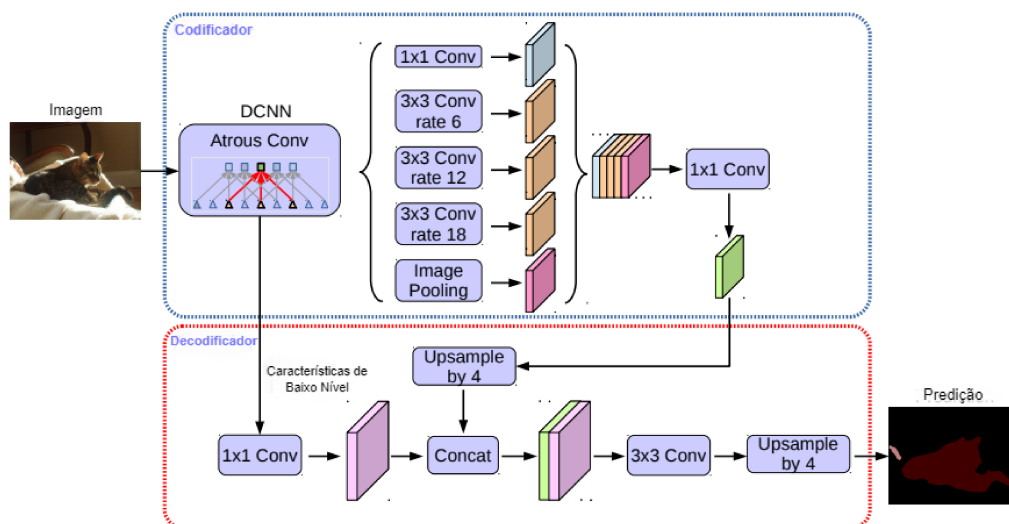 Codificador
Imagem
DCNN
Atrous Conv
1x1 Conv
3x3 Conv
rate 6
3x3 Conv
rate 12
3x3 Conv
rate 18
Image
Pooling
1x1 Conv
Decodificador
Características de
Baixo Nível
Upsample
by 4
1x1 Conv
Concat
3x3 Conv
Upsample
by 4
Predição